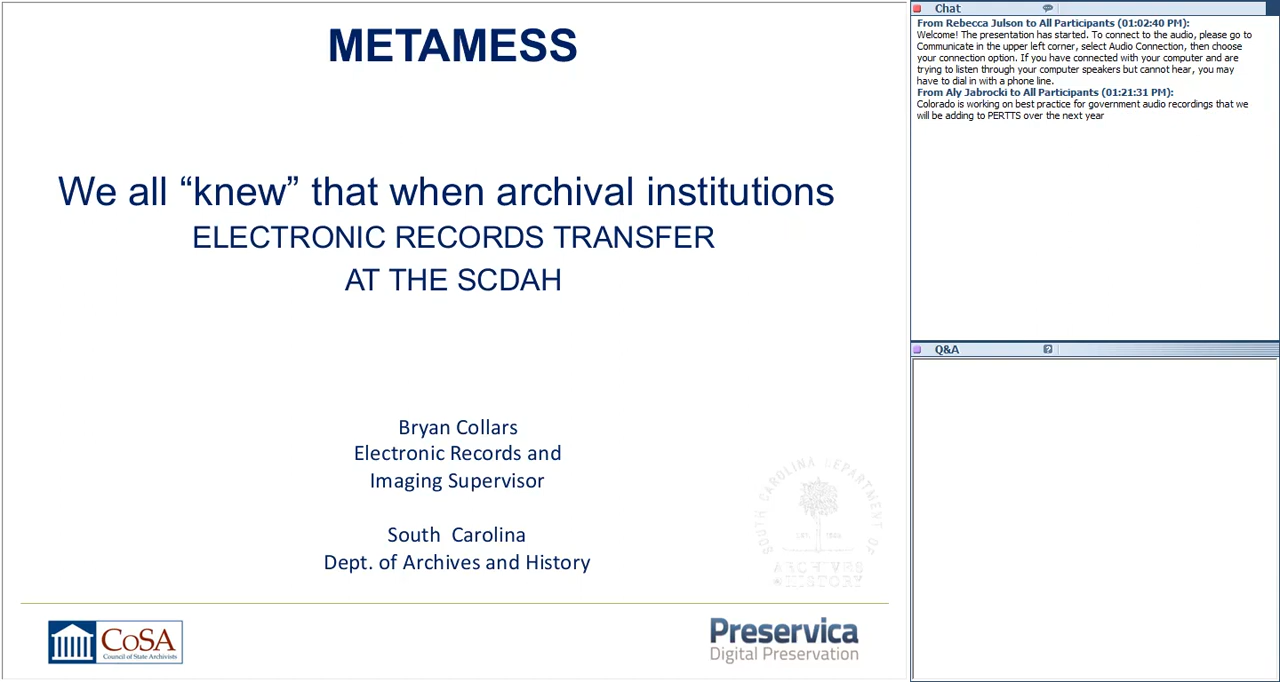 METAMESS
We all “knew” that when archival institutions
ELECTRONIC RECORDS TRANSFER
AT THE SCDAH
Bryan Collars
Electronic Records and
Imaging Supervisor
South Carolina
Dept. of Archives and History
SOUTH CAROLINA DEPARTMENT OF
ARCHIVES
HISTORY
CoSA
Council of State Archivists
Preservica
Digital Preservation
Chat
From Rebecca Julson to All Participants (01:02:40 PM):
Welcome! The presentation has started. To connect to the audio, please go to
Communicate in the upper left corner, select Audio Connection, then choose
your connection option. If you have connected with your computer and are
trying to listen through your computer speakers but cannot hear, you may
have to dial in with a phone line.
From Aly Jabrocki to All Participants (01:21:31 PM):
Colorado is working on best practice for government audio recordings that we
will be adding to PERTTS over the next year
Q&A